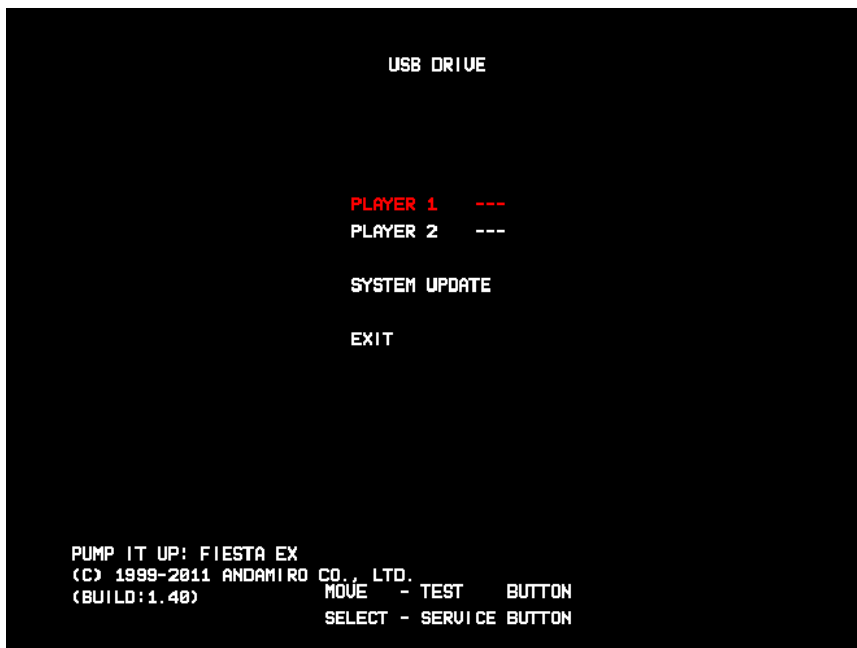 USB DRIVE
PLAYER 1 ---
PLAYER 2 ---
SYSTEM UPDATE
EXIT
PUMP IT UP: FIESTA EX
(C) 1999-2011 ANDAMIRO CO., LTD.
(BUILD:1.40)
MOVE - TEST BUTTON
SELECT - SERVICE BUTTON